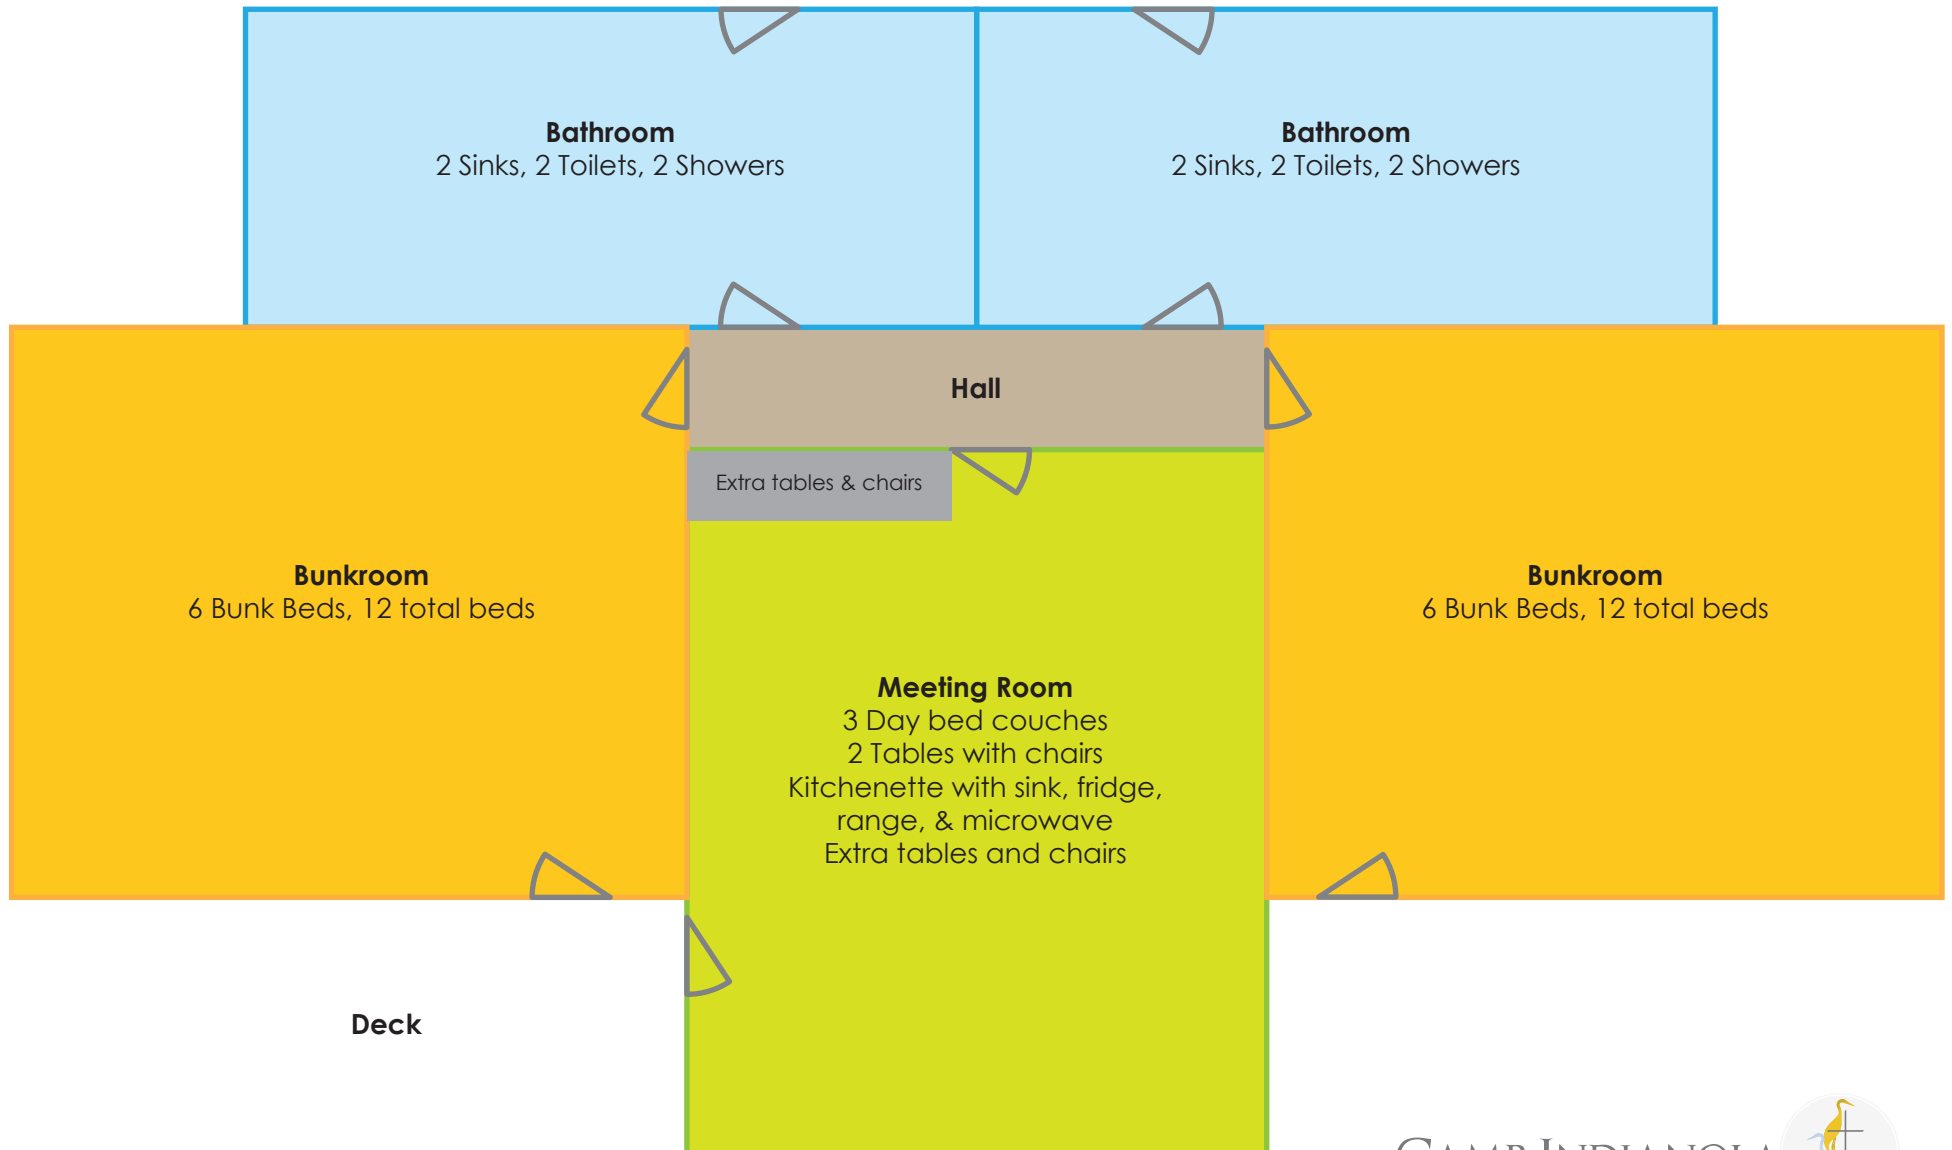 Bathroom
2 Sinks, 2 Toilets, 2 Showers
Bathroom
2 Sinks, 2 Toilets, 2 Showers
Hall
Extra tables & chairs
Bunkroom
6 Bunk Beds, 12 total beds
Bunkroom
6 Bunk Beds, 12 total beds
Meeting Room
3 Day bed couches
2 Tables with chairs
Kitchenette with sink, fridge,
range, & microwave
Extra tables and chairs
Deck
CAMP INDIANOLA